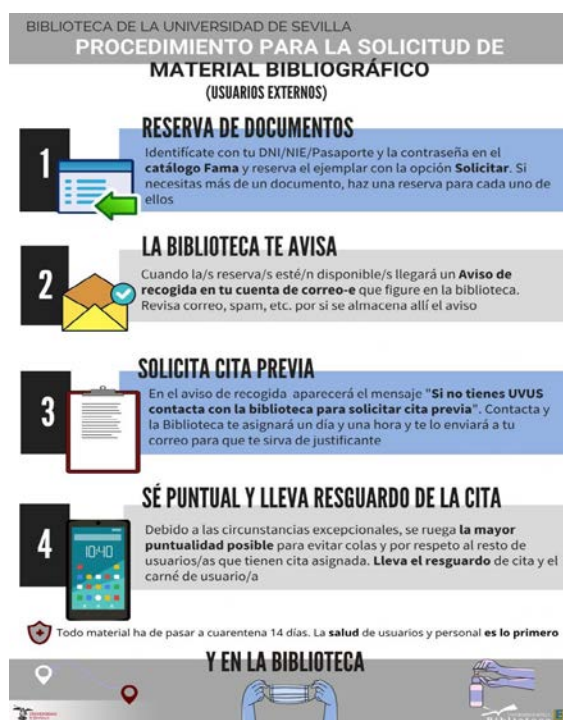 BIBLIOTECA DE LA UNIVERSIDAD DE SEVILLA
PROCEDIMIENTO PARA LA SOLICITUD DE
MATERIAL BIBLIOGRÁFICO
(USUARIOS EXTERNOS)
RESERVA DE DOCUMENTOS
1
Identifícate con tu DNI/NIE/Pasaporte y la contraseña en el
catálogo Fama y reserva el ejemplar con la opción Solicitar. Si
necesitas más de un documento, haz una reserva para cada uno de
ellos
LA BIBLIOTECA TE AVISA
2
Cuando la/s reserva/s esté/n disponible/s llegará un Aviso de
recogida en tu cuenta de correo-e que figure en la biblioteca.
Revisa correo, spam, etc. por si se almacena allí el aviso
SOLICITA CITA PREVIA
3
En el aviso de recogida aparecerá el mensaje "Si no tienes UVUS
contacta con la biblioteca para solicitar cita previa". Contacta y
la Biblioteca te asignará un día y una hora y te lo enviará a tu
correo para que te sirva de justificante
SÉ PUNTUAL Y LLEVA RESGUARDO DE LA CITA
4
10:40
Debido a las circunstancias excepcionales, se ruega la mayor
puntualidad posible para evitar colas y por respeto al resto de
usuarios/as que tienen cita asignada. Lleva el resguardo de cita y el
carné de usuario/a
Todo material ha de pasar a cuarentena 14 días. La salud de usuarios y personal es lo primero
Y EN LA BIBLIOTECA